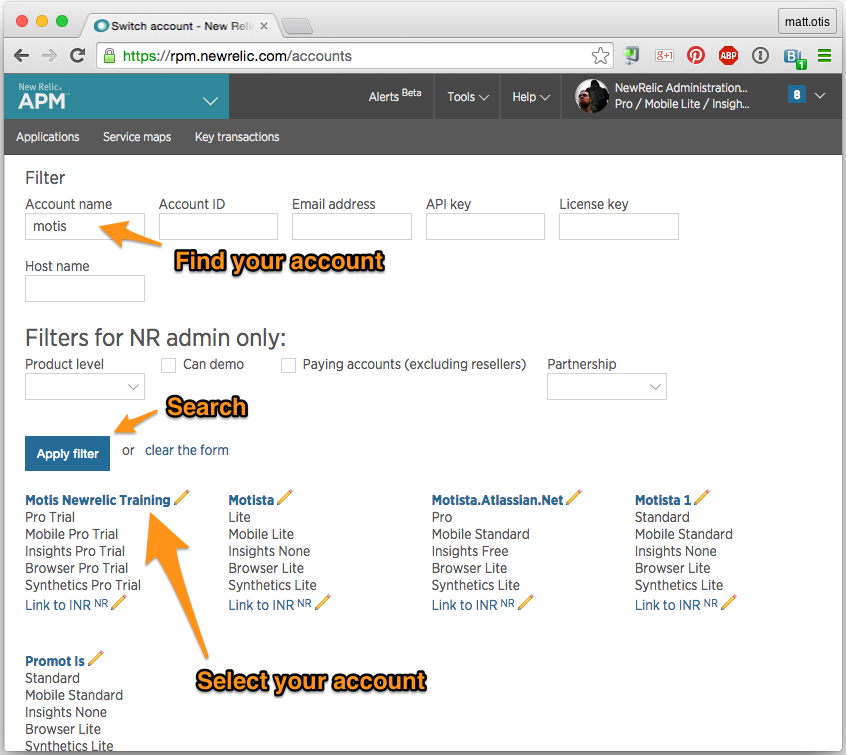 Switch account - New Relic
matt.otis
https://rpm.newrelic.com/accounts
g+1
ABP
1
New Relic
APM
Alerts Beta
Tools
Help
NewRelic Administration...
Pro / Mobile Lite / Insigh...
8
Applications
Service maps
Key transactions
Filter
Account name
Account ID
Email address
API key
License key
motis
Find your account
Host name
Filters for NR admin only:
Product level
Can demo
Paying accounts (excluding resellers)
Partnership
Search
Apply filter
or
clear the form
Motis Newrelic Training
Pro Trial
Mobile Pro Trial
Insights Pro Trial
Browser Pro Trial
Synthetics Pro Trial
Link to INR NR
Motista
Lite
Mobile Lite
Insights None
Browser Lite
Synthetics Lite
Link to INR NR
Motista.Atlassian.Net
Pro
Mobile Standard
Insights Free
Browser Lite
Synthetics Lite
Link to INR NR
Motista 1
Standard
Mobile Standard
Insights None
Browser Lite
Synthetics Lite
Link to INR NR
Select your account
Promot Is
Standard
Mobile Standard
Insights None
Browser Lite
Synthetics Lite